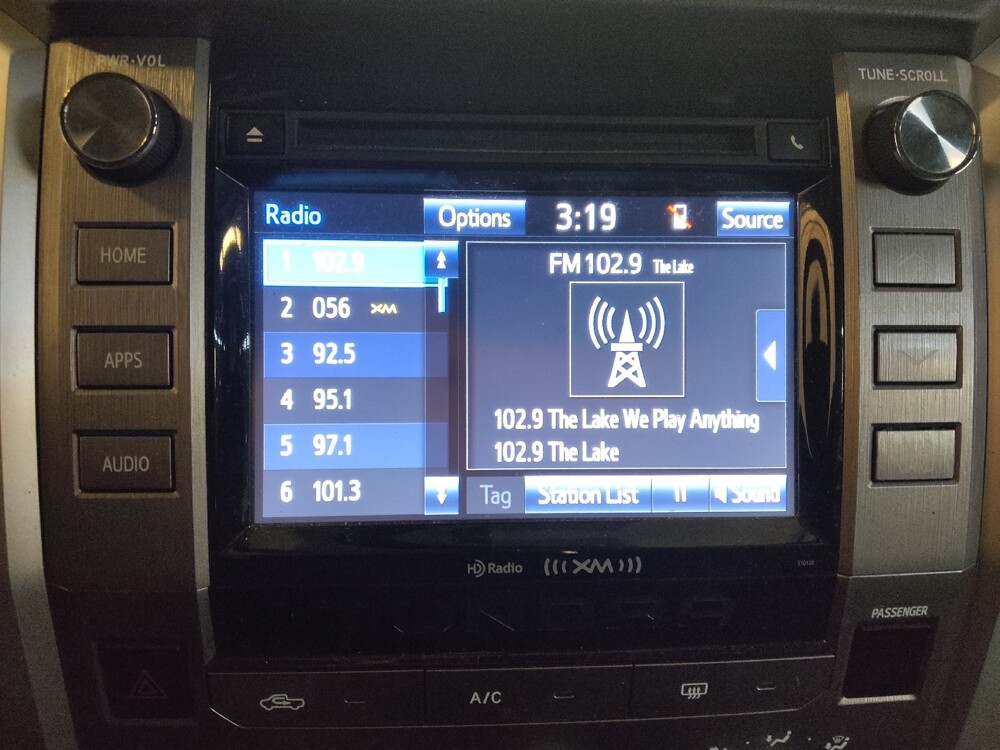 PWR·VOL
TUNE·SCROLL
Radio
Options
3:19
Source
1 102.9
2 056 XM
3 92.5
4 95.1
5 97.1
6 101.3
FM 102.9 The Lake
102.9 The Lake We Play Anything
102.9 The Lake
Tag
Station List
Sound
HOME
APPS
AUDIO
HD Radio
((( XM )))
PASSENGER
A/C